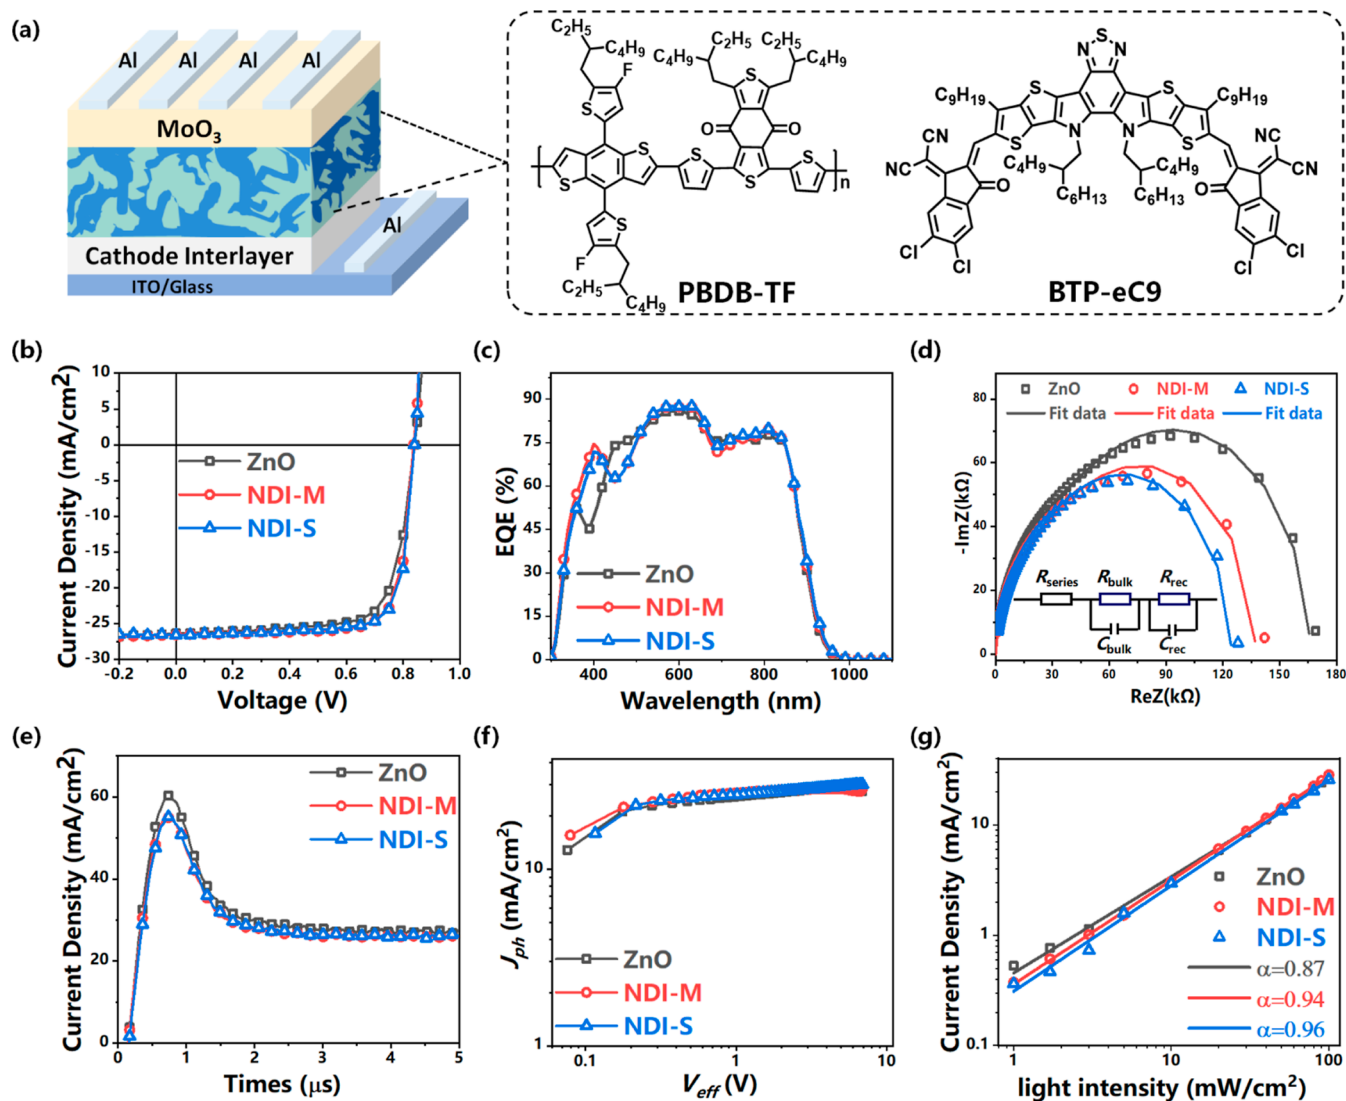 (a)
Al Al Al Al
MoO3
Al
Cathode Interlayer
ITO/Glass
C2H5
C4H9
F
S
C2H5
C4H9
C2H5
C4H9
S
O
O
S
S
S
S
S
S
n
S
F
C2H5
C4H9
PBDB-TF
S
N
N
C9H19
S
S
C9H19
S
S
N
N
CN
NC
O
C4H9
C6H13
C4H9
C6H13
NC
CN
O
Cl
Cl
Cl
Cl
BTP-eC9
(b)
Current Density (mA/cm2)
10
5
0
-5
-10
-15
-20
-25
-30
ZnO
NDI-M
NDI-S
-0.2 0.0 0.2 0.4 0.6 0.8 1.0
Voltage (V)
(c)
EQE (%)
90
75
60
45
30
15
0
ZnO
NDI-M
NDI-S
400 600 800 1000
Wavelength (nm)
(d)
ZnO NDI-M NDI-S
Fit data Fit data Fit data
-ImZ(kΩ)
80
60
40
20
0
Rseries Rbulk Rrec
Cbulk Crec
0 30 60 90 120 150 180
ReZ(kΩ)
(e)
Current Density (mA/cm2)
60
40
20
0
ZnO
NDI-M
NDI-S
0 1 2 3 4 5
Times (μs)
(f)
Jph (mA/cm2)
10
1
ZnO
NDI-M
NDI-S
0.1 1 10
Veff (V)
(g)
Current Density (mA/cm2)
10
1
0.1
ZnO
NDI-M
NDI-S
α=0.87
α=0.94
α=0.96
1 10 100
light intensity (mW/cm2)